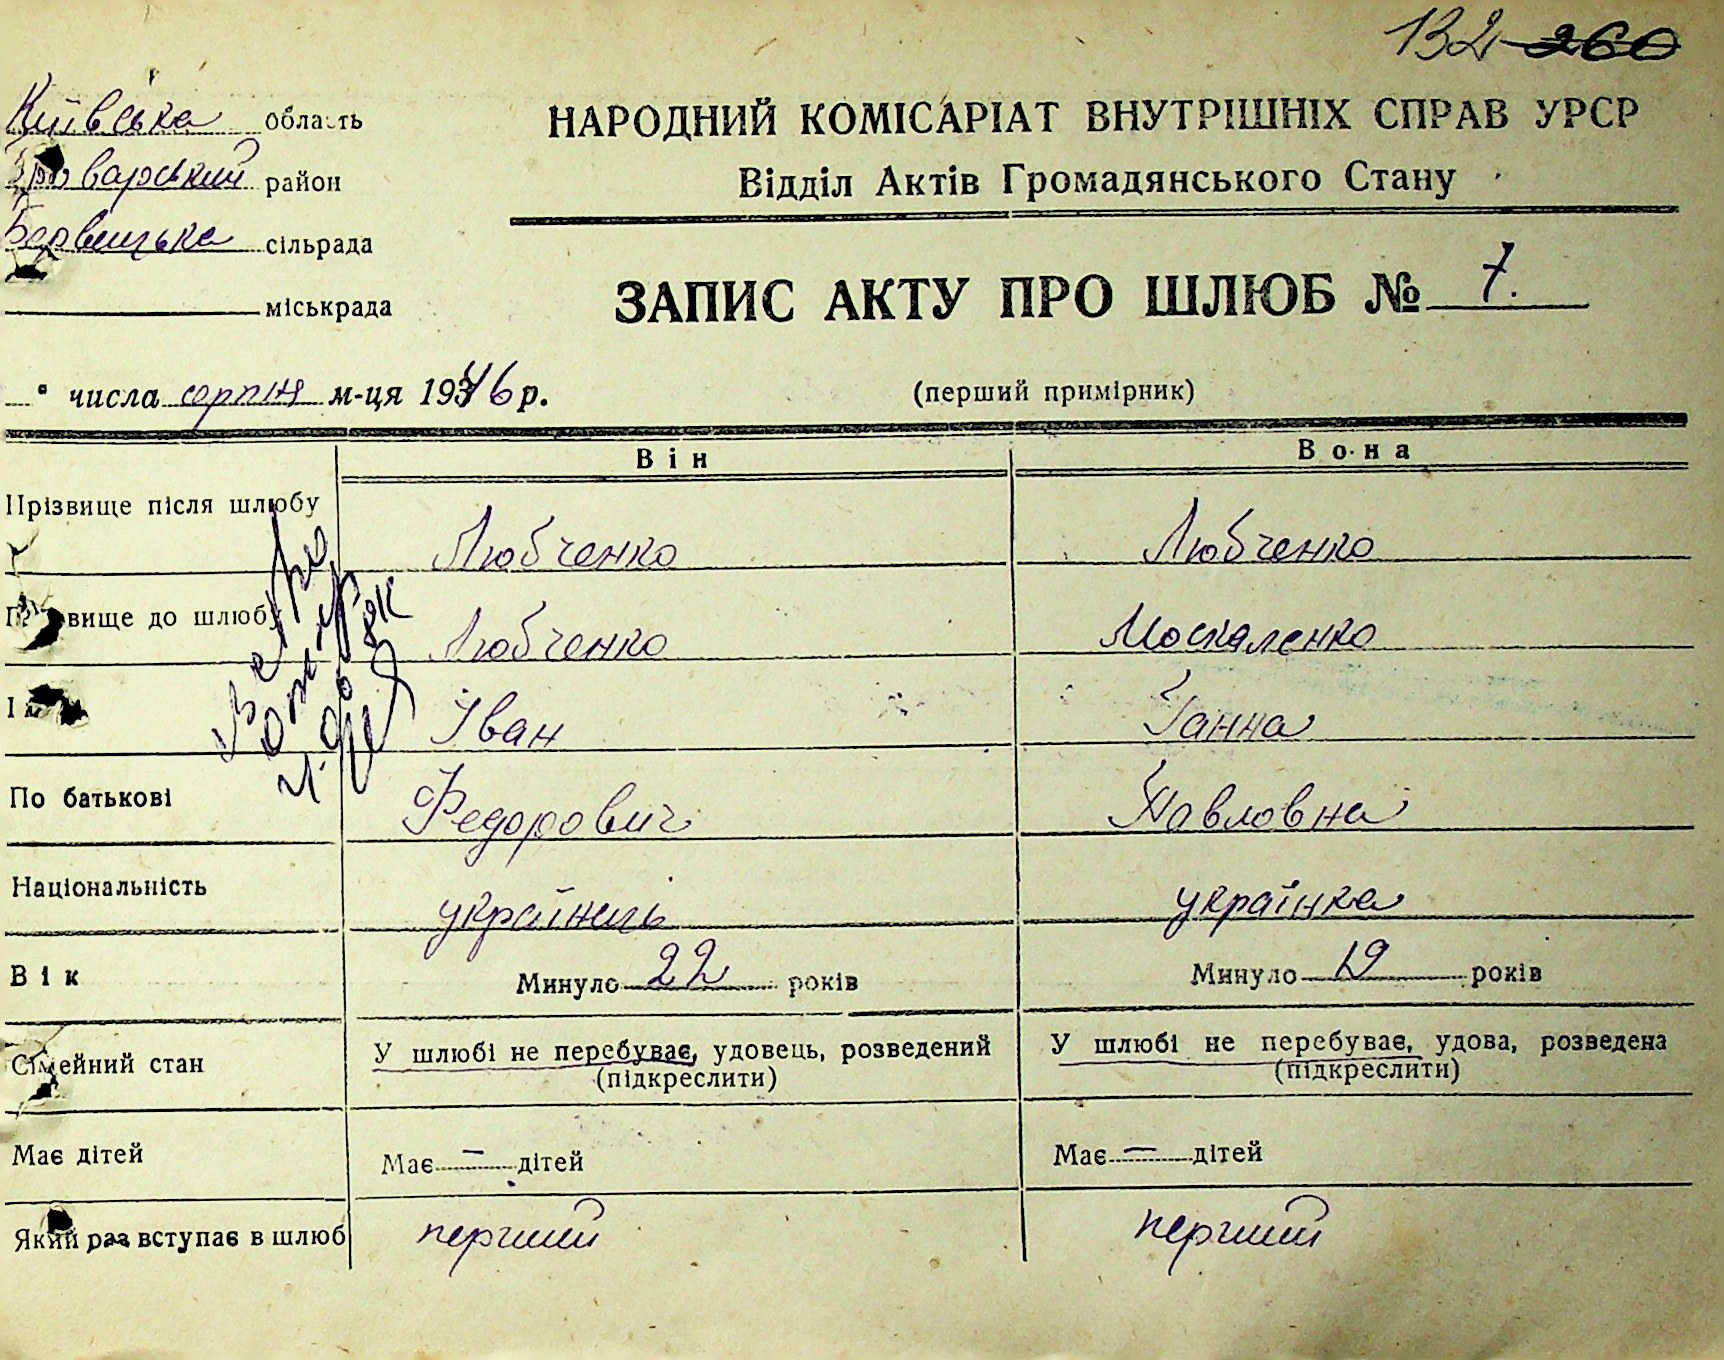 132 260
Київська область
Броварський район
Бервицька сільрада
міськрада
НАРОДНИЙ КОМІСАРІАТ ВНУТРІШНІХ СПРАВ УРСР
Відділ Актів Громадянського Стану
ЗАПИС АКТУ ПРО ШЛЮБ № 7.
числа серпня м-ця 1946 р.
(перший примірник)
Він Вона
Прізвище після шлюбу Любченко Любченко
Прізвище до шлюбу Любченко Москаленко
Ім'я Іван Ганна
По батькові Федорович Павловна
Національність українець українка
Вік Минуло 22 років Минуло 19 років
Сімейний стан У шлюбі не перебуває, удовець, розведений У шлюбі не перебуває, удова, розведена
(підкреслити) (підкреслити)
Має дітей Має — дітей Має — дітей
Який раз вступає в шлюб перший перший